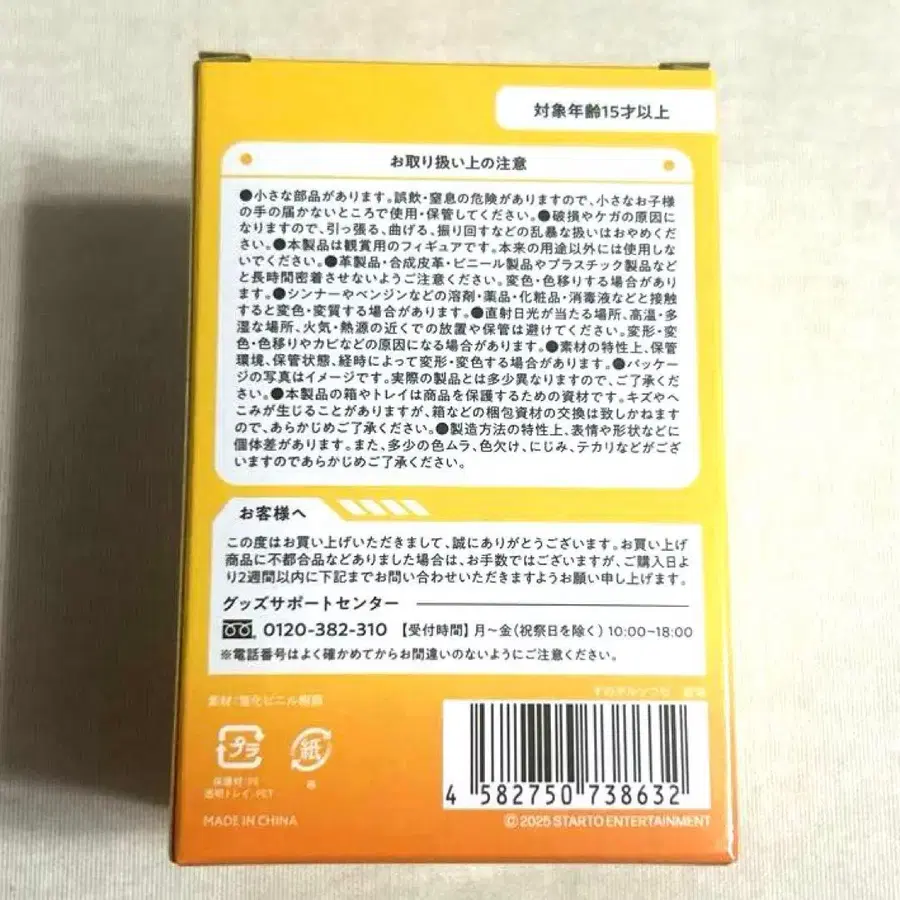 対象年齢15才以上
お取り扱い上の注意
●小さな部品があります。誤飲・窒息の危険がありますので、小さなお子様
の手の届かないところで使用・保管してください。●破損やケガの原因に
なりますので、引っ張る、曲げる、振り回すなどの乱暴な扱いはおやめくだ
さい。●本製品は観賞用のフィギュアです。本来の用途以外には使用しな
いでください。●革製品・合成皮革・ビニール製品やプラスチック製品など
と長時間密着させないようご注意ください。変色・色移りする場合がありま
す。●シンナーやベンジンなどの溶剤・薬品・化粧品・消毒液などと接触
すると変色・変質する場合があります。●直射日光が当たる場所、高温・多
湿な場所、火気・熱源の近くでの放置や保管は避けてください。変形・変
色・色移りやカビなどの原因になる場合があります。●素材の特性上、保管
環境、保管状態、経時によって変形・変色する場合があります。●パッケー
ジの写真はイメージです。実際の製品とは多少異なりますので、ご了承くだ
さい。●本製品の箱やトレイは商品を保護するための資材です。キズやへ
こみが生じることがありますが、箱などの梱包資材の交換は致しかねます
ので、あらかじめご了承ください。●製造方法の特性上、表情や形状などに
個体差があります。また、多少の色ムラ、色欠け、にじみ、テカリなどがござ
いますのであらかじめご了承ください。
お客様へ
この度はお買い上げいただきまして、誠にありがとうございます。お買い上げ
商品に不都合品などありました場合は、お手数ではございますが、ご購入日よ
り2週間以内に下記までお問い合わせいただきますようお願い申し上げます。
グッズサポートセンター
0120-382-310 【受付時間】月~金(祝祭日を除く) 10:00~18:00
※電話番号はよく確かめてからお間違いのないようにご注意ください。
素材:塩化ビニル樹脂
プラ
紙
保護材:PE
透明トレイ:PET
箱
MADE IN CHINA
4 582750 738632
© 2025 STARTO ENTERTAINMENT